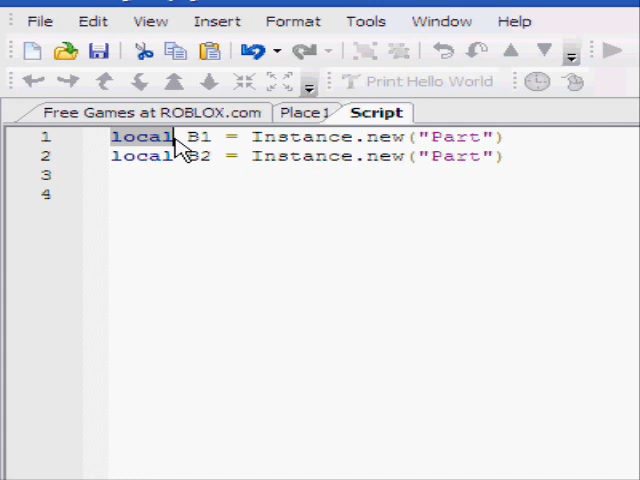 File Edit View Insert Format Tools Window Help
Print Hello World
Free Games at ROBLOX.com Place1 Script
1 local B1 = Instance.new("Part")
2 local B2 = Instance.new("Part")
3
4